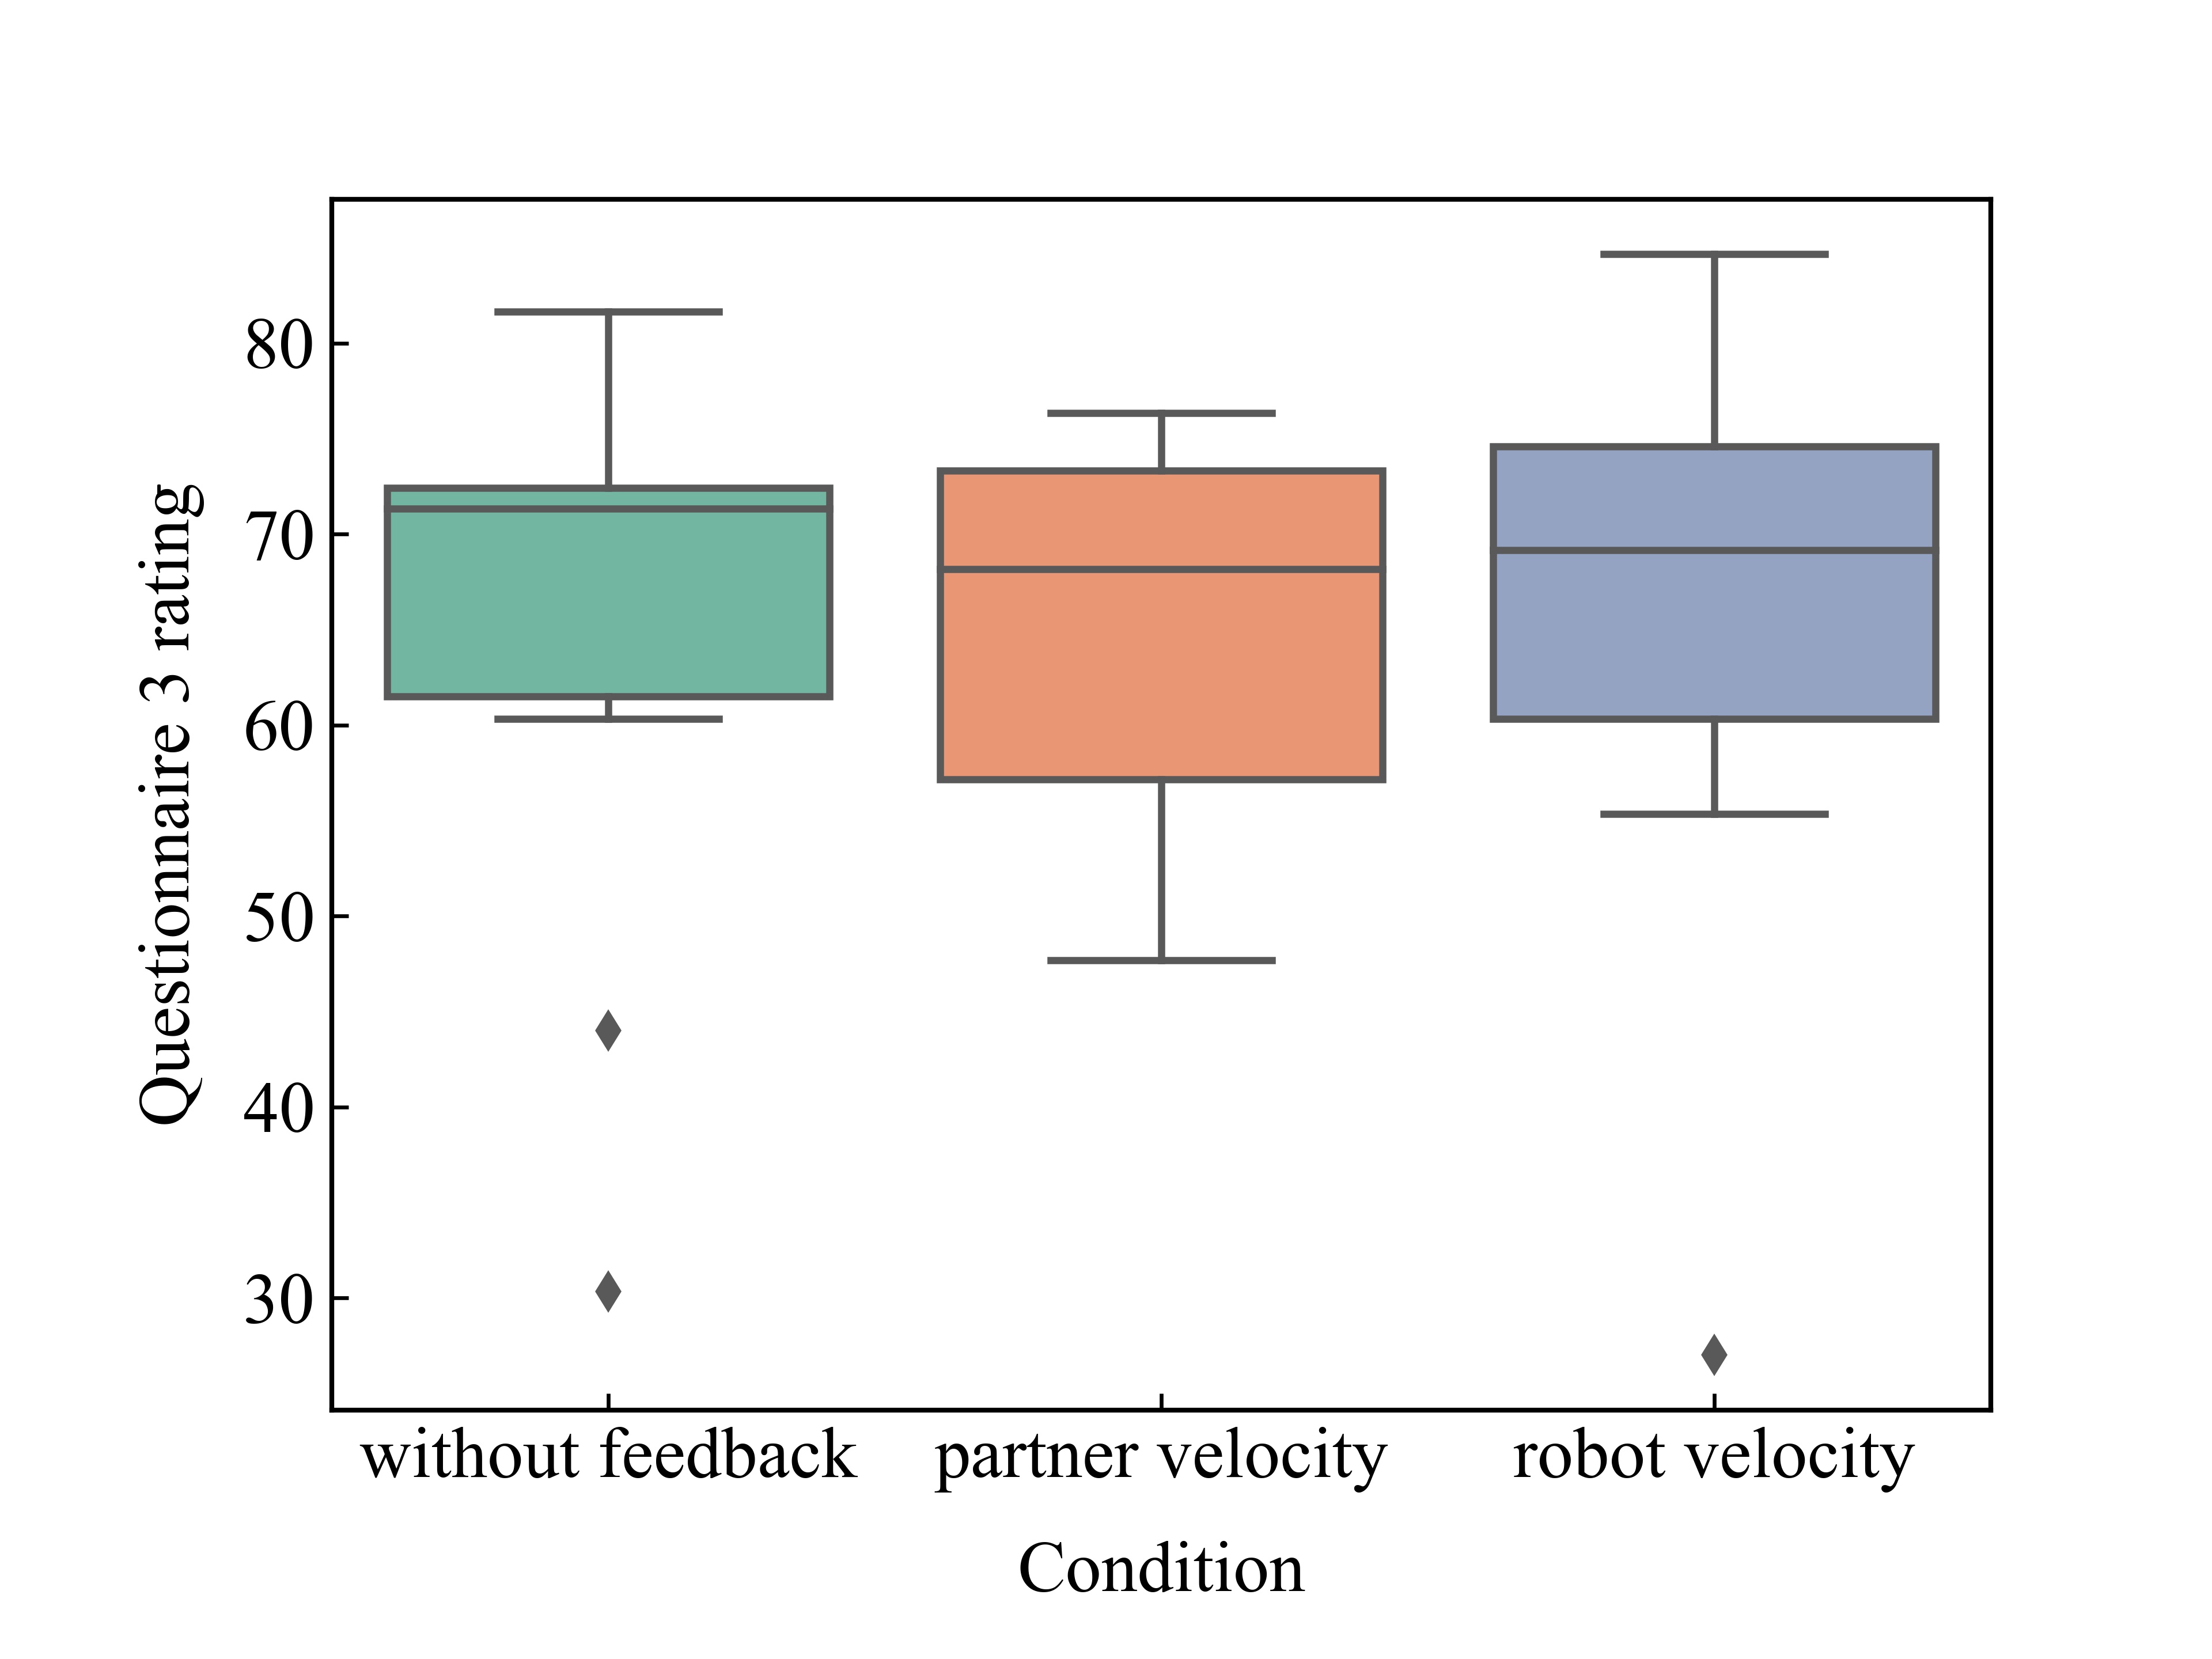 Questionnaire 3 rating
80
70
60
50
40
30
without feedback
partner velocity
robot velocity
Condition